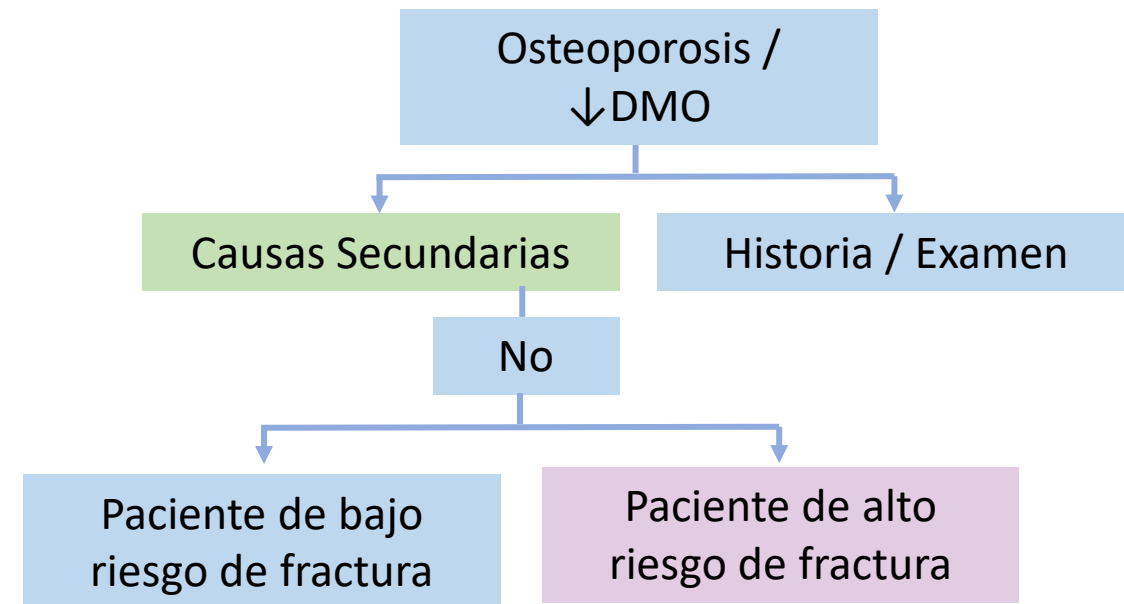 Osteoporosis /
↓DMO
Causas Secundarias
Historia / Examen
No
Paciente de bajo
riesgo de fractura
Paciente de alto
riesgo de fractura